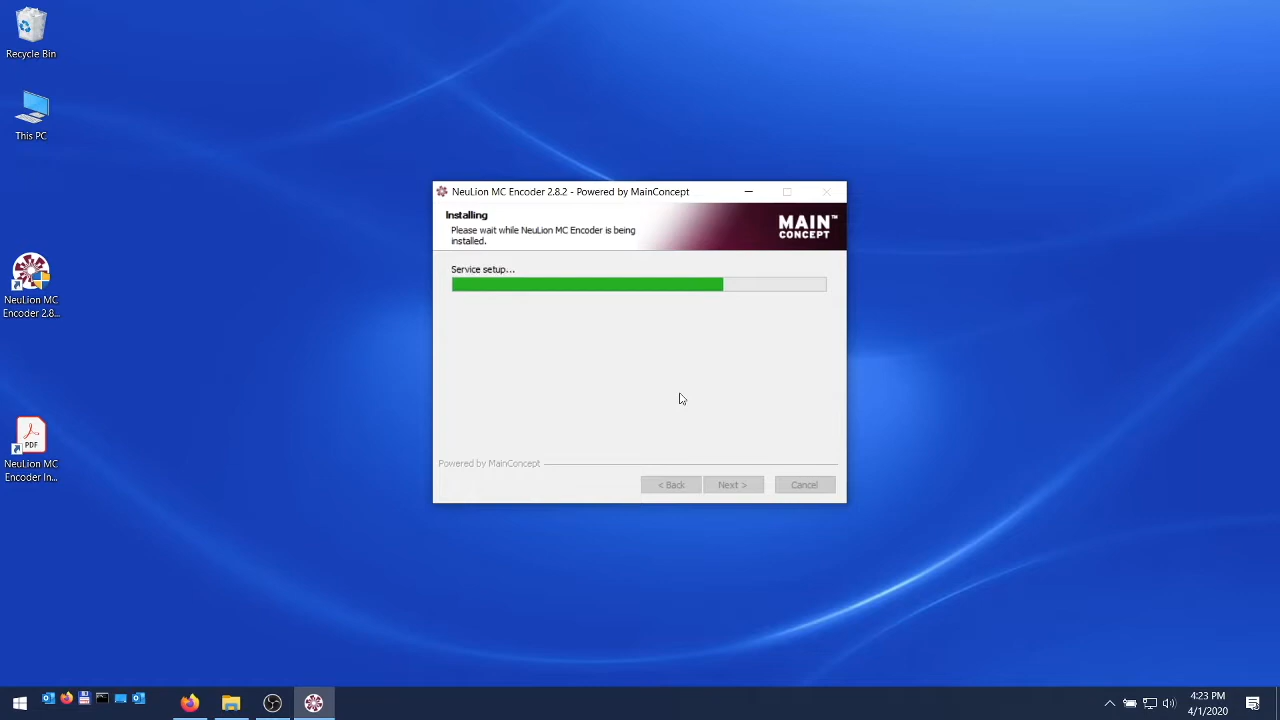 Recycle Bin
This PC
NeuLion MC
Encoder 2.8...
PDF
NeuLion MC
Encoder In...
NeuLion MC Encoder 2.8.2 - Powered by MainConcept
Installing
Please wait while NeuLion MC Encoder is being
installed.
MAIN™
CONCEPT
Service setup...
Powered by MainConcept
< Back
Next >
Cancel
4:23 PM
4/1/2020